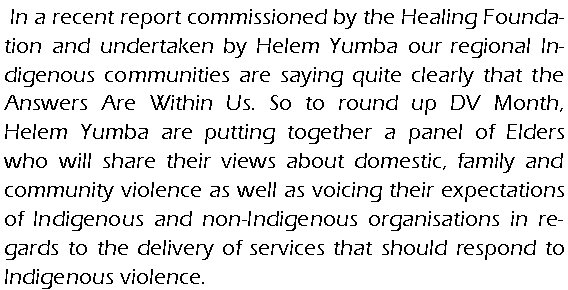 In a recent report commissioned by the Healing Founda-
tion and undertaken by Helem Yumba our regional In-
digenous communities are saying quite clearly that the
Answers Are Within Us. So to round up DV Month,
Helem Yumba are putting together a panel of Elders
who will share their views about domestic, family and
community violence as well as voicing their expectations
of Indigenous and non-Indigenous organisations in re-
gards to the delivery of services that should respond to
Indigenous violence.